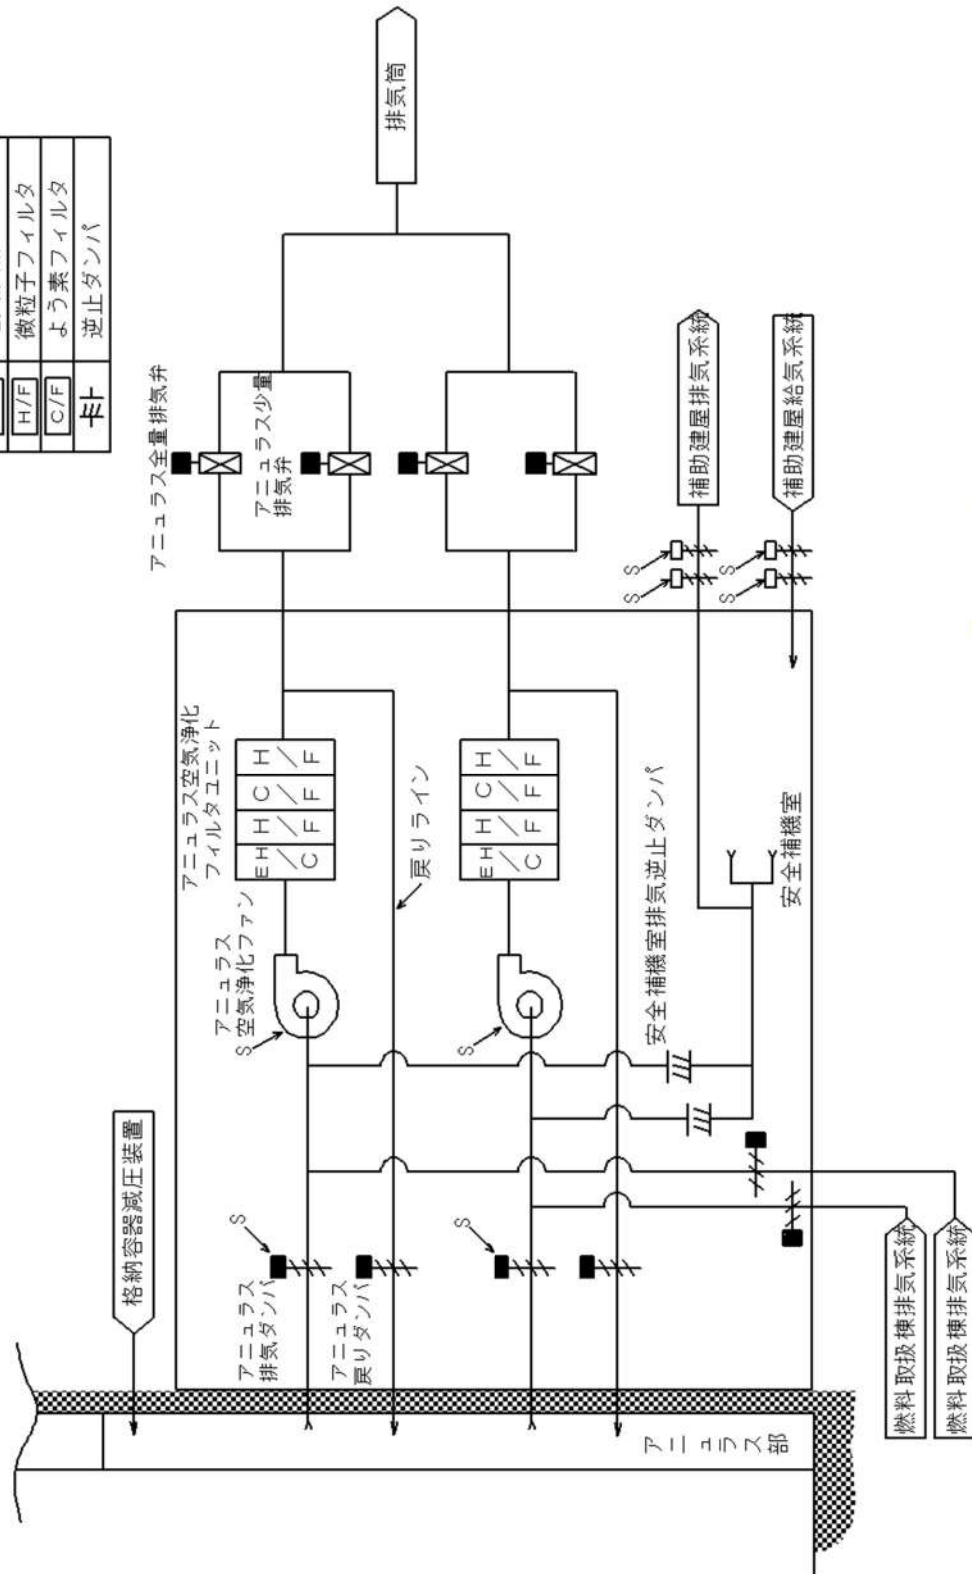 H/F 微粒子フィルタ
C/F よう素フィルタ
逆止ダンパ
排気筒
アニュラス全量排気弁
アニュラス少量
排気弁
補助建屋排気系統
補助建屋給気系統
S
S
S
S
アニュラス空気浄化
フィルタユニット
EH/C H/F C/F H/F
アニュラス
空気浄化ファン
S
戻りライン
EH/C H/F C/F H/F
S
安全補機室排気逆止ダンパ
安全補機室
格納容器減圧装置
S
アニュラス
排気ダンパ
アニュラス
戻りダンパ
S
アニュラス部
燃料取扱棟排気系統
燃料取扱棟排気系統